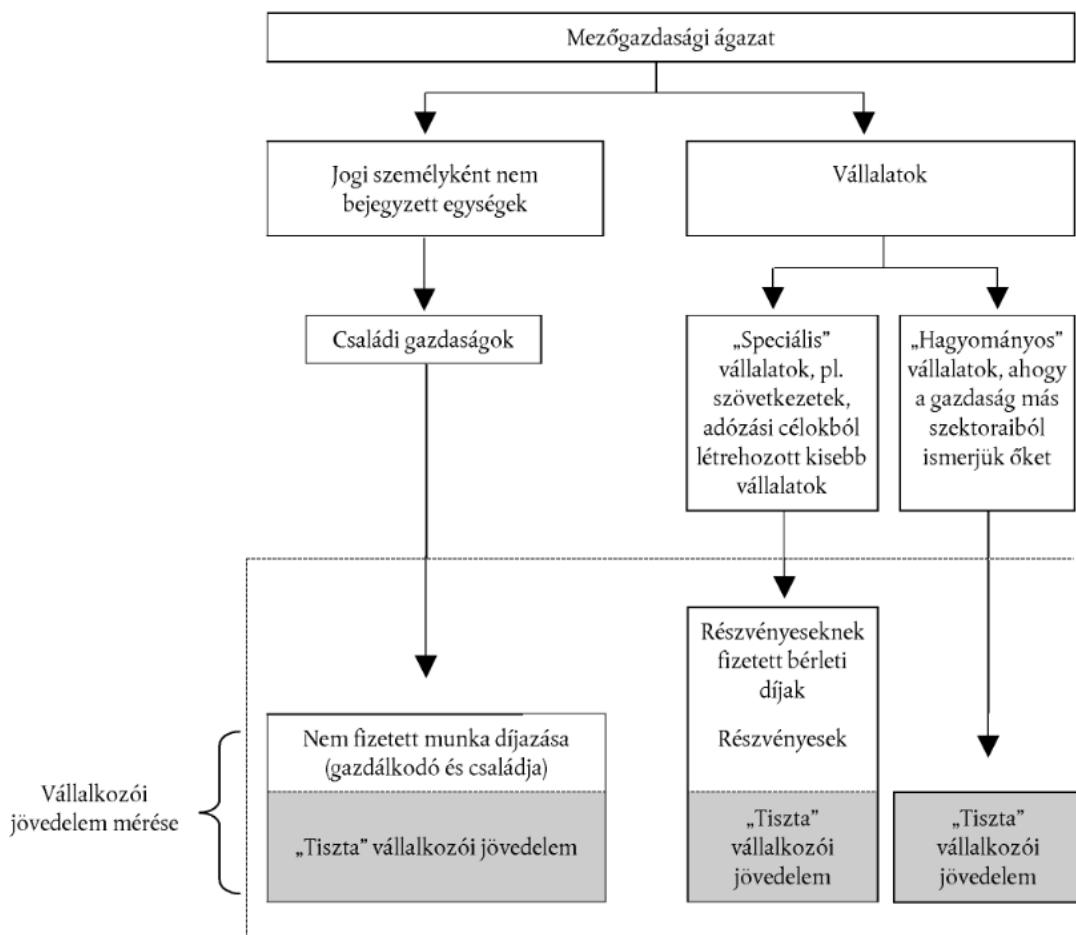 Mezőgazdasági ágazat
Jogi személyként nem
bejegyzett egységek
Vállalatok
Családi gazdaságok
„Speciális”
vállalatok, pl.
szövetkezetek,
adózási célokból
létrehozott kisebb
vállalatok
„Hagyományos”
vállalatok, ahogy
a gazdaság más
szektoraiból
ismerjük őket
Részvényeseknek
fizetett bérleti
díjak
Részvényesek
Nem fizetett munka díjazása
(gazdálkodó és családja)
Vállalkozói
jövedelem mérése
„Tiszta” vállalkozói jövedelem
„Tiszta”
vállalkozói
jövedelem
„Tiszta”
vállalkozói
jövedelem